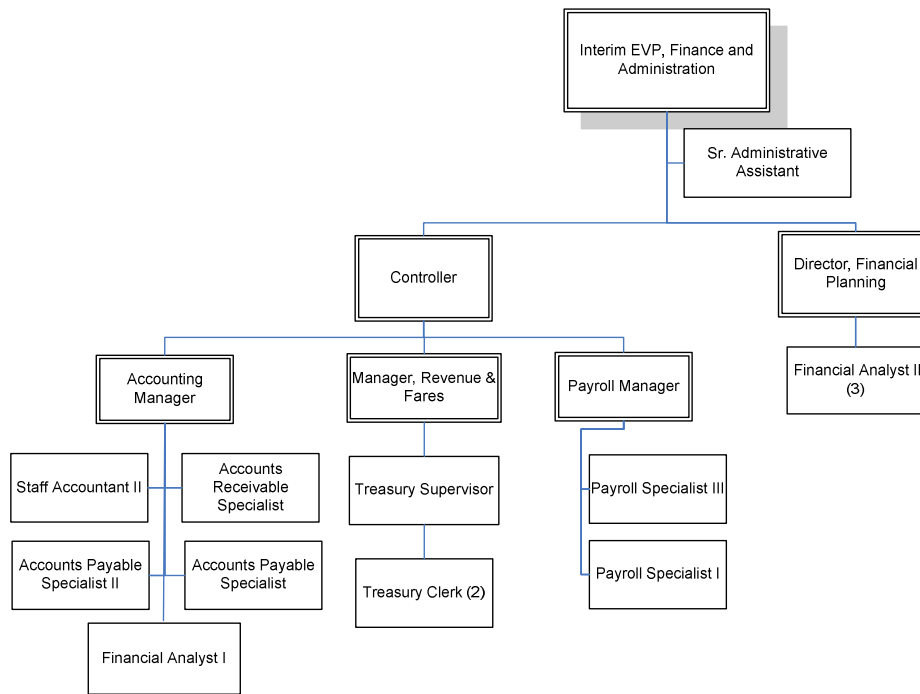 Interim EVP, Finance and
Administration
Sr. Administrative
Assistant
Controller
Director, Financial
Planning
Accounting
Manager
Manager, Revenue &
Fares
Payroll Manager
Financial Analyst II
(3)
Staff Accountant II
Accounts
Receivable
Specialist
Treasury Supervisor
Payroll Specialist III
Accounts Payable
Specialist II
Accounts Payable
Specialist
Treasury Clerk (2)
Payroll Specialist I
Financial Analyst I